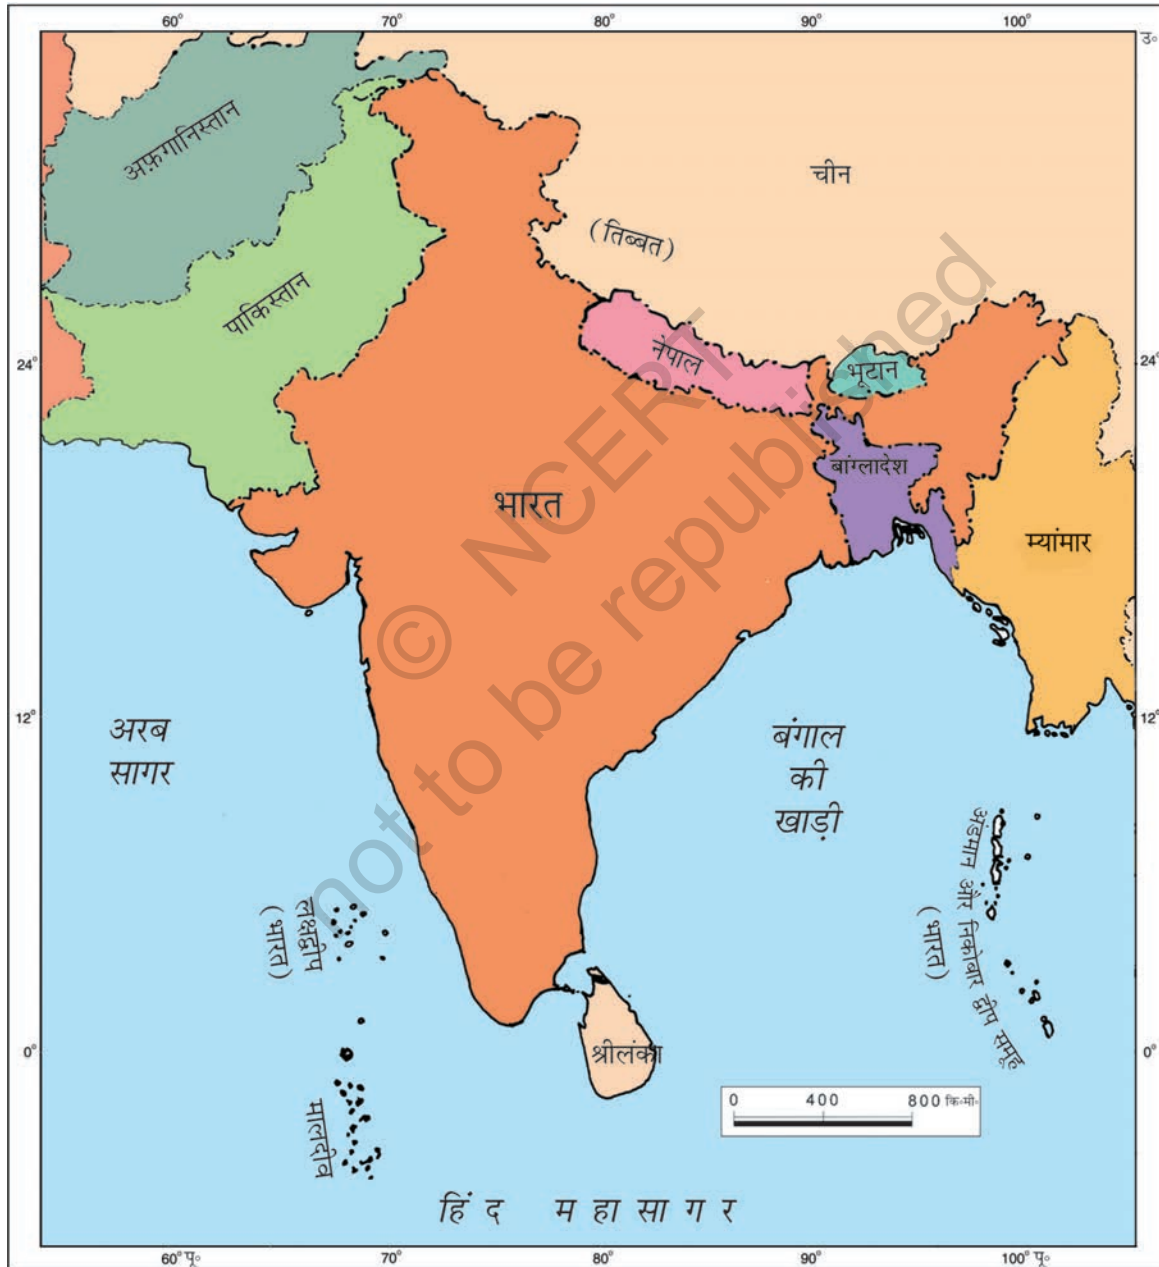 60° 70° 80° 90° 100°
उ॰
अफ़गानिस्तान
चीन
(तिब्बत)
पाकिस्तान
24° 24°
नेपाल
भूटान
बांग्लादेश
भारत
म्यांमार
© NCERT
not to be republished
12° 12°
अरब
सागर
बंगाल
की
खाड़ी
लक्षद्वीप
(भारत)
अंडमान और निकोबार द्वीप समूह
(भारत)
0° 0°
श्रीलंका
0 400 800 कि॰मी॰
मालदीव
हिंद महासागर
60° पू॰ 70° 80° 90° 100° पू॰